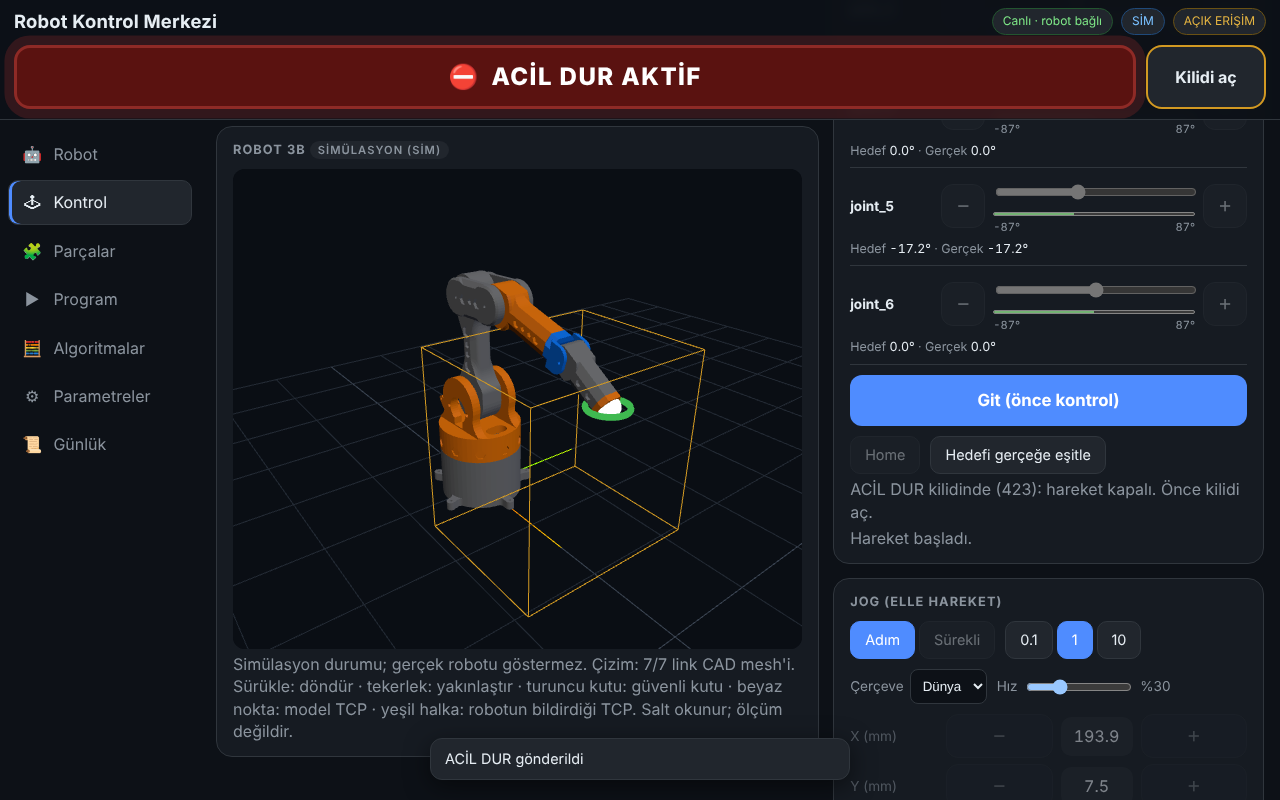 Robot Kontrol Merkezi
Canlı · robot bağlı
SİM
AÇIK ERİŞİM
ACİL DUR AKTİF
Kilidi aç
Robot
Kontrol
Parçalar
Program
Algoritmalar
Parametreler
Günlük
ROBOT 3B
SİMÜLASYON (SİM)
Simülasyon durumu; gerçek robotu göstermez. Çizim: 7/7 link CAD mesh'i.
Sürükle: döndür · tekerlek: yakınlaştır · turuncu kutu: güvenli kutu · beyaz
nokta: model TCP · yeşil halka: robotun bildirdiği TCP. Salt okunur; ölçüm
değildir.
-87° 87°
Hedef 0.0° · Gerçek 0.0°
joint_5
− +
-87° 87°
Hedef -17.2° · Gerçek -17.2°
joint_6
− +
-87° 87°
Hedef 0.0° · Gerçek 0.0°
Git (önce kontrol)
Home
Hedefi gerçeğe eşitle
ACİL DUR kilidinde (423): hareket kapalı. Önce kilidi
aç.
Hareket başladı.
JOG (ELLE HAREKET)
Adım Sürekli 0.1 1 10
Çerçeve Dünya Hız %30
X (mm) − 193.9 +
Y (mm) − 7.5 +
ACİL DUR gönderildi